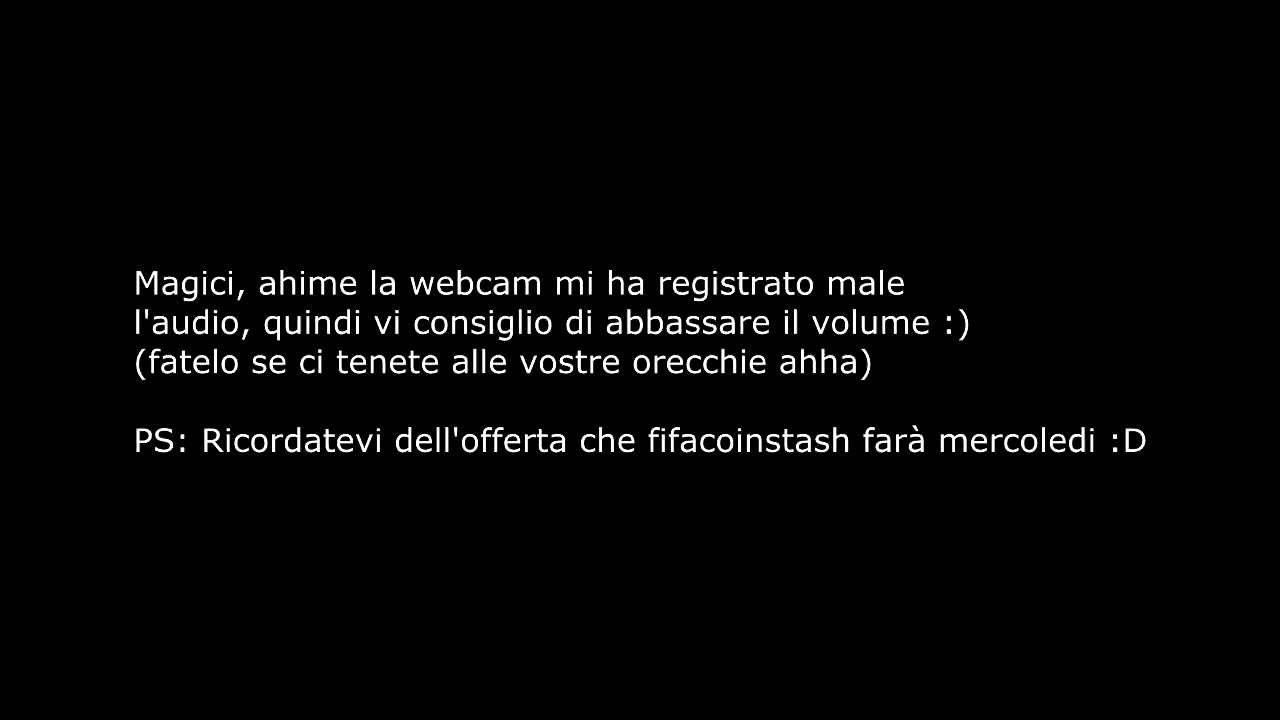 Magici, ahime la webcam mi ha registrato male
l'audio, quindi vi consiglio di abbassare il volume :)
(fatelo se ci tenete alle vostre orecchie ahha)
PS: Ricordatevi dell'offerta che fifacoinstash farà mercoledi :D